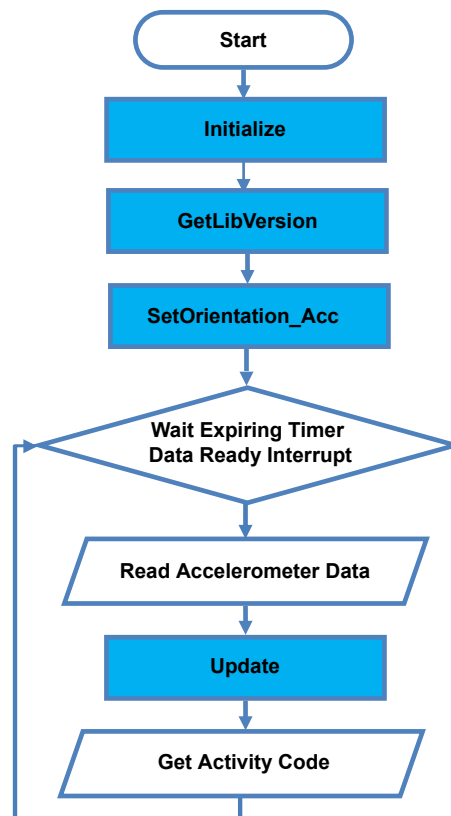 Start
Initialize
GetLibVersion
SetOrientation_Acc
Wait Expiring Timer
Data Ready Interrupt
Read Accelerometer Data
Update
Get Activity Code